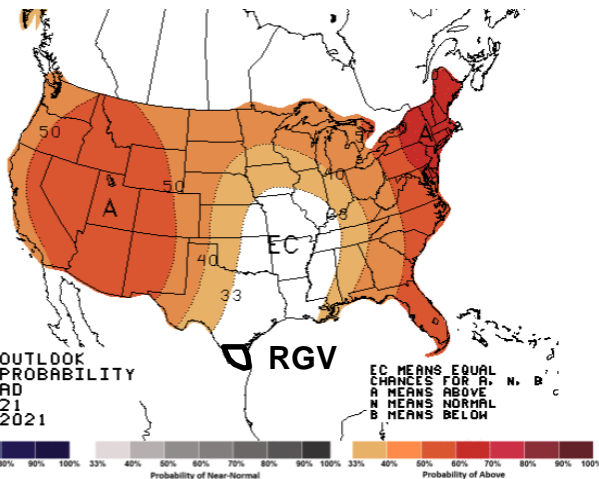 50
A
50
A
40
33
EC
40
33
RGV
OUTLOOK
PROBABILITY
AD
21
2021
EC MEANS EQUAL
CHANCES FOR A, N, B
A MEANS ABOVE
N MEANS NORMAL
B MEANS BELOW
80% 90% 100% 33% 40% 50% 60% 70% 80% 90% 100% 33% 40% 50% 60% 70% 80% 90% 100%
Probability of Near-Normal
Probability of Above